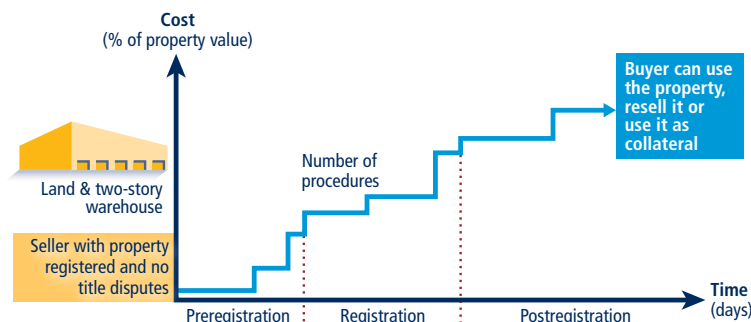 Cost
(% of property value)
Buyer can use
the property,
resell it or
use it as
collateral
Number of
procedures
Land & two-story
warehouse
Seller with property
registered and no
title disputes
Time
(days)
Preregistration
Registration
Postregistration